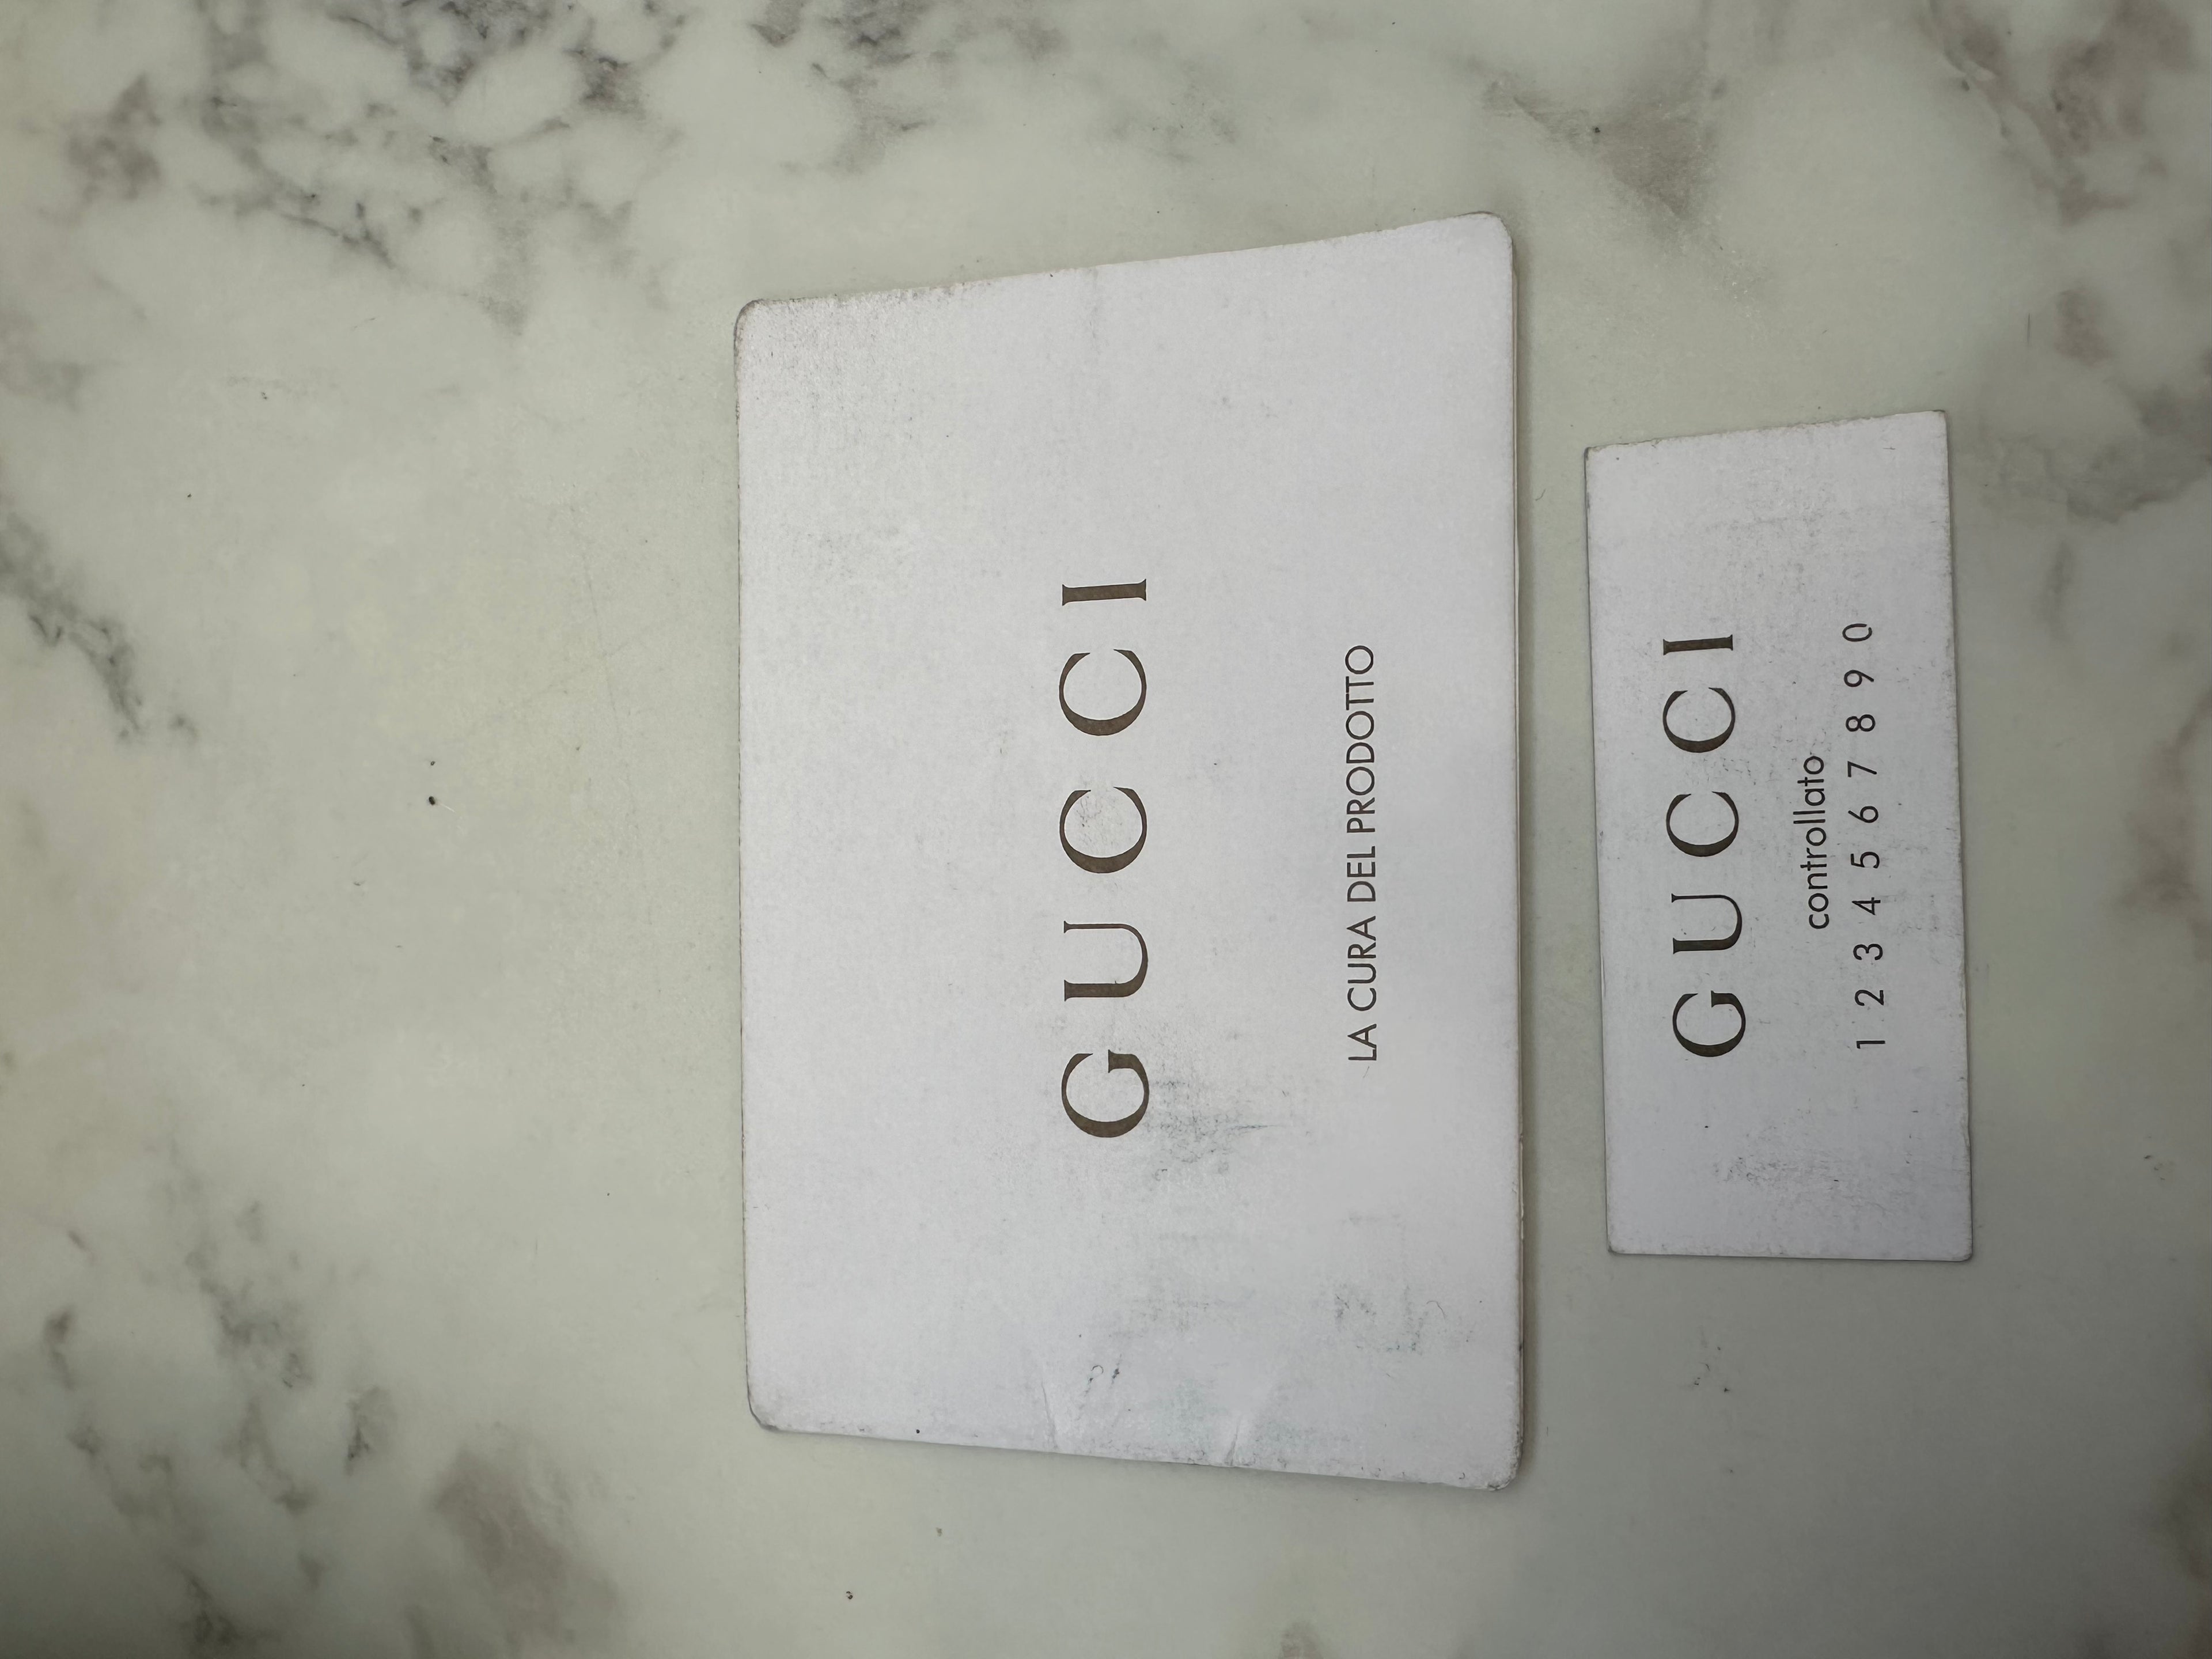 GUCCI
LA CURA DEL PRODOTTO
GUCCI
controllato
1 2 3 4 5 6 7 8 9 0